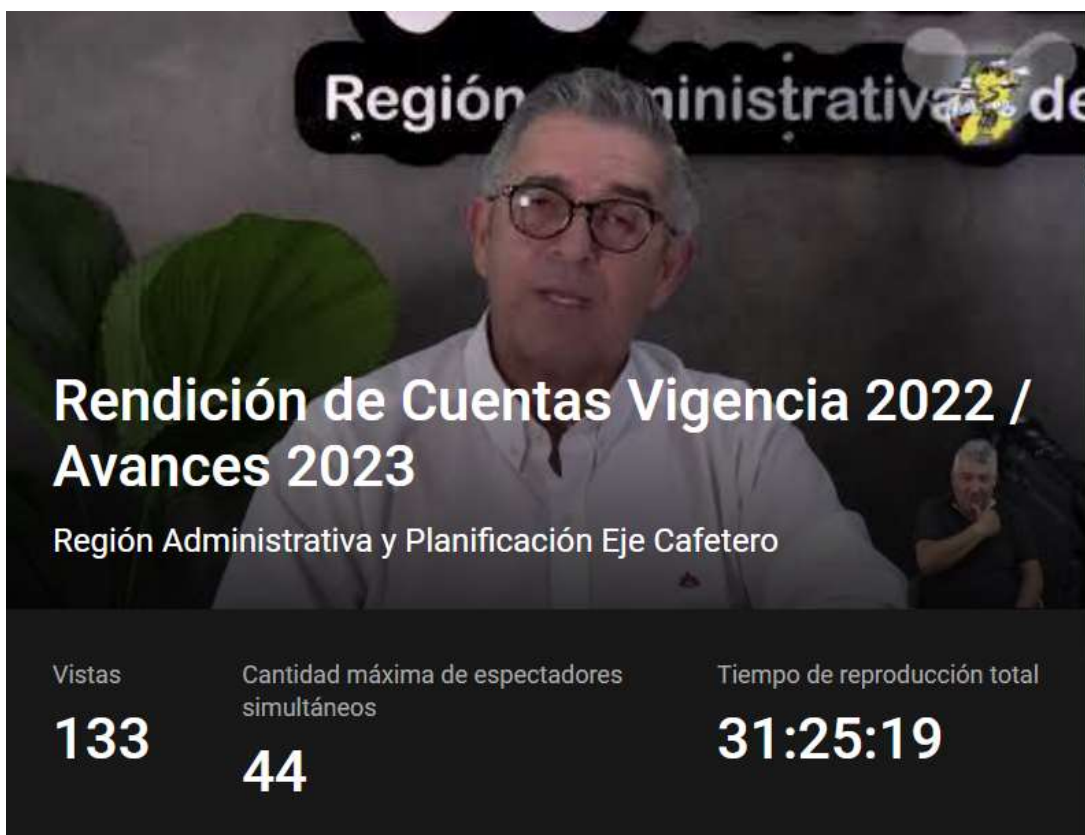 Región ministrativa de
Rendición de Cuentas Vigencia 2022 /
Avances 2023
Región Administrativa y Planificación Eje Cafetero
Vistas
Cantidad máxima de espectadores
simultáneos
Tiempo de reproducción total
133
44
31:25:19